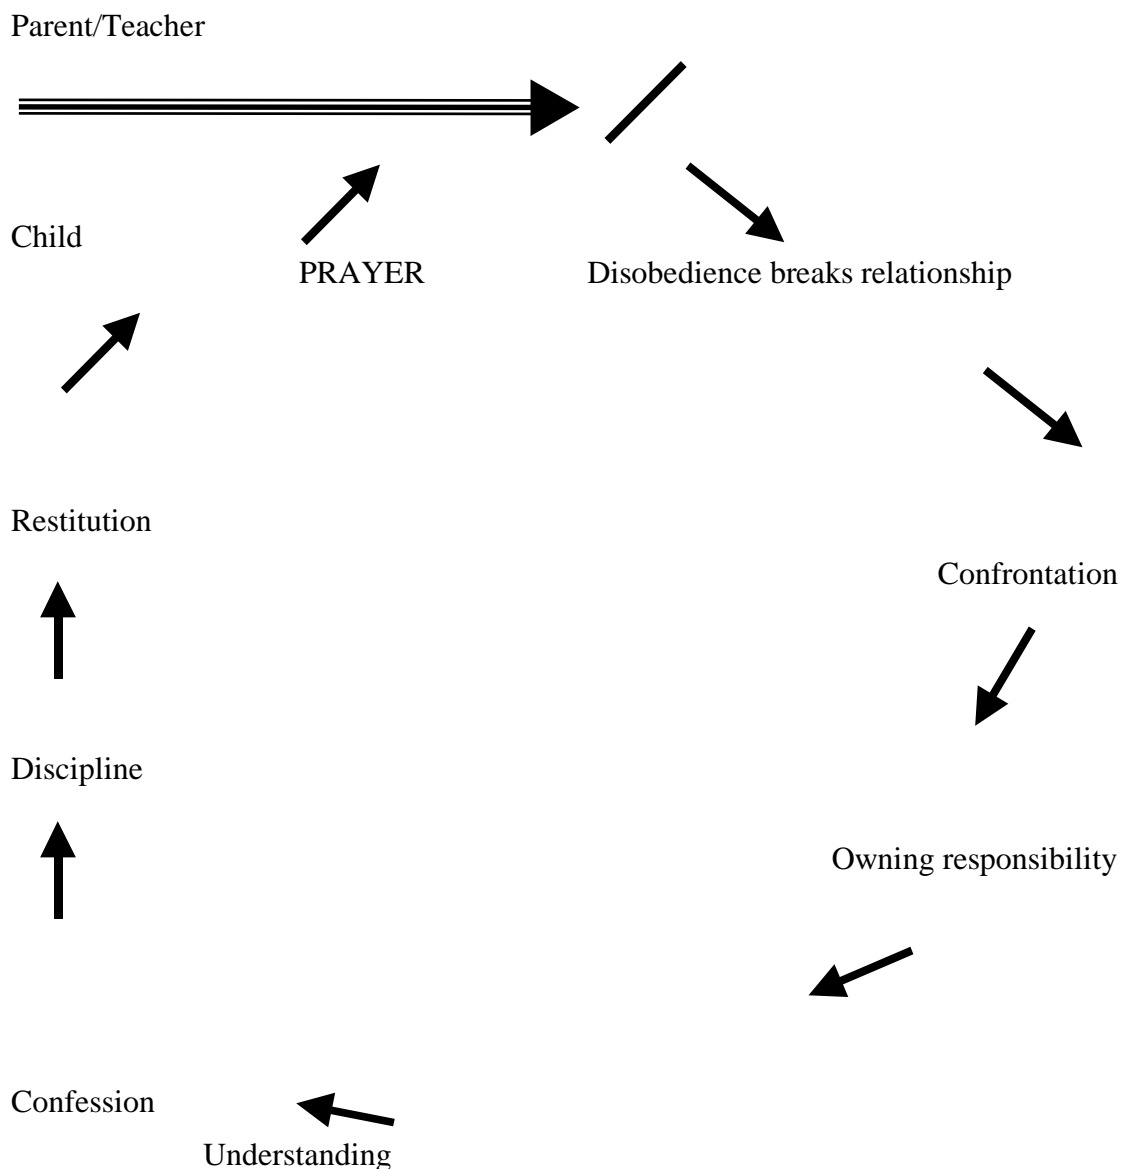 Parent/Teacher
Child
PRAYER
Disobedience breaks relationship
Restitution
Confrontation
Discipline
Owning responsibility
Confession
Understanding